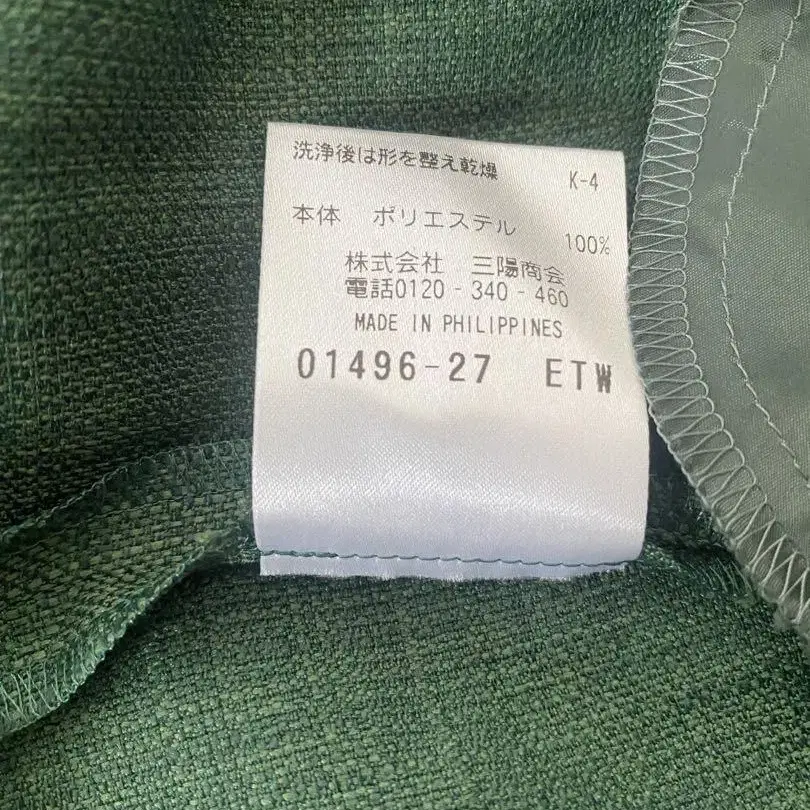 洗浄後は形を整え乾燥 K-4
本体 ポリエステル 100%
株式会社 三陽商会
電話0120-340-460
MADE IN PHILIPPINES
01496-27 ETW